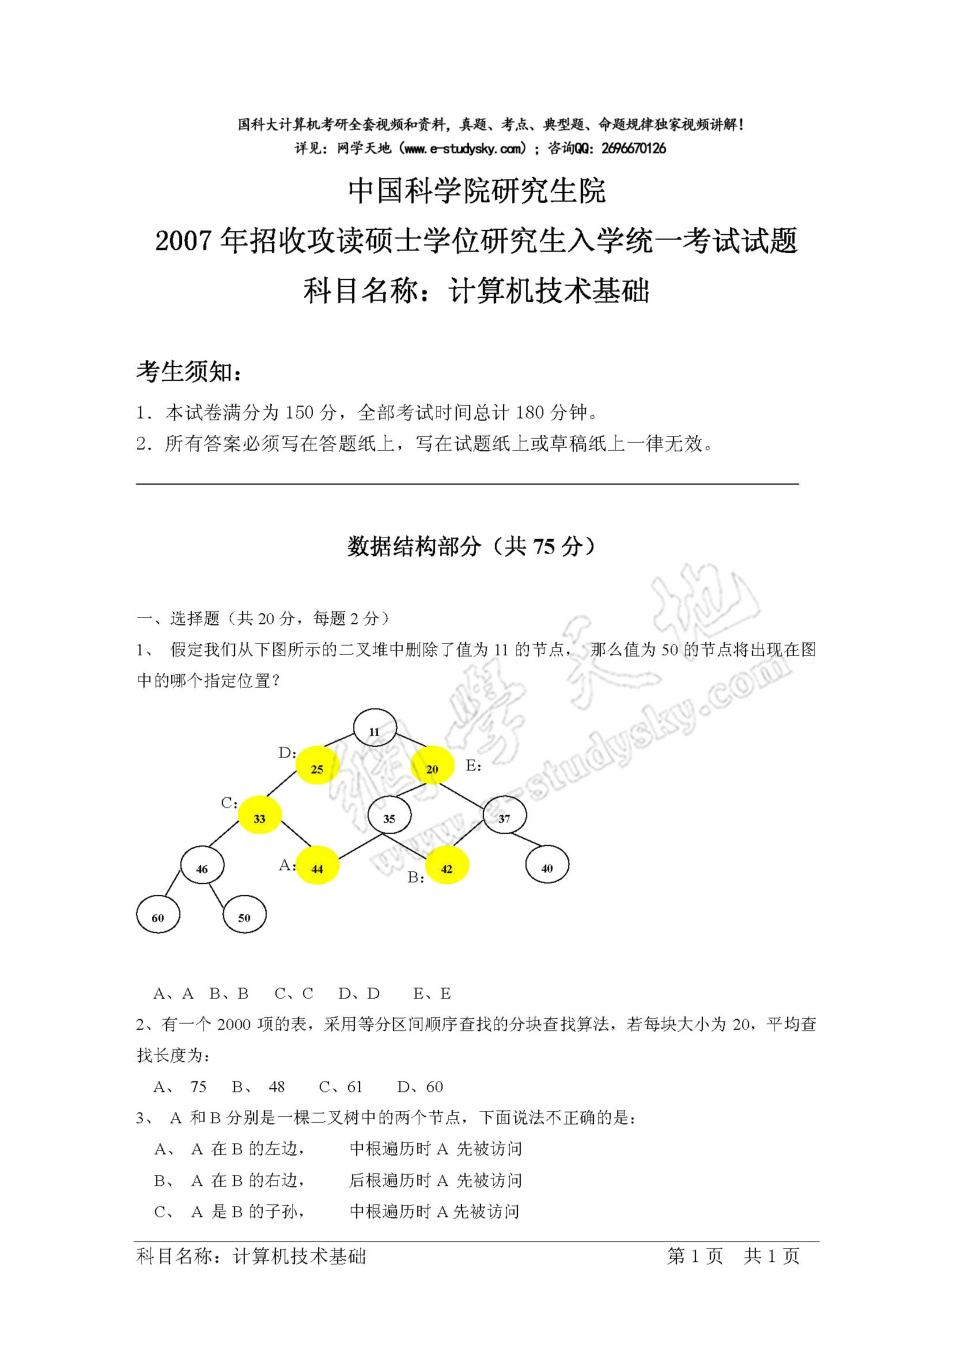 国科大计算机考研全套视频和资料，真题、考点、典型题、命题规律独家视频讲解！
详见：网学天地（www.e-studysky.com）；咨询QQ：2696670126
中国科学院研究生院
2007年招收攻读硕士学位研究生入学统一考试试题
科目名称：计算机技术基础
考生须知：
1．本试卷满分为150分，全部考试时间总计180分钟。
2．所有答案必须写在答题纸上，写在试题纸上或草稿纸上一律无效。
数据结构部分（共75分）
一、选择题（共20分，每题2分）
1、 假定我们从下图所示的二叉堆中删除了值为11的节点， 那么值为50的节点将出现在图
中的哪个指定位置？
11
D: 25 20 E:
C: 33 35 37
46 A: 44 B: 42 40
60 50
網學天地
www.e-studysky.com
A、A B、B C、C D、D E、E
2、有一个2000项的表，采用等分区间顺序查找的分块查找算法，若每块大小为20，平均查
找长度为：
A、 75 B、 48 C、61 D、60
3、 A 和B分别是一棵二叉树中的两个节点，下面说法不正确的是：
A、 A 在B的左边， 中根遍历时A 先被访问
B、 A 在B的右边， 后根遍历时A 先被访问
C、 A 是B的子孙， 中根遍历时A先被访问
科目名称：计算机技术基础 第1页 共1页